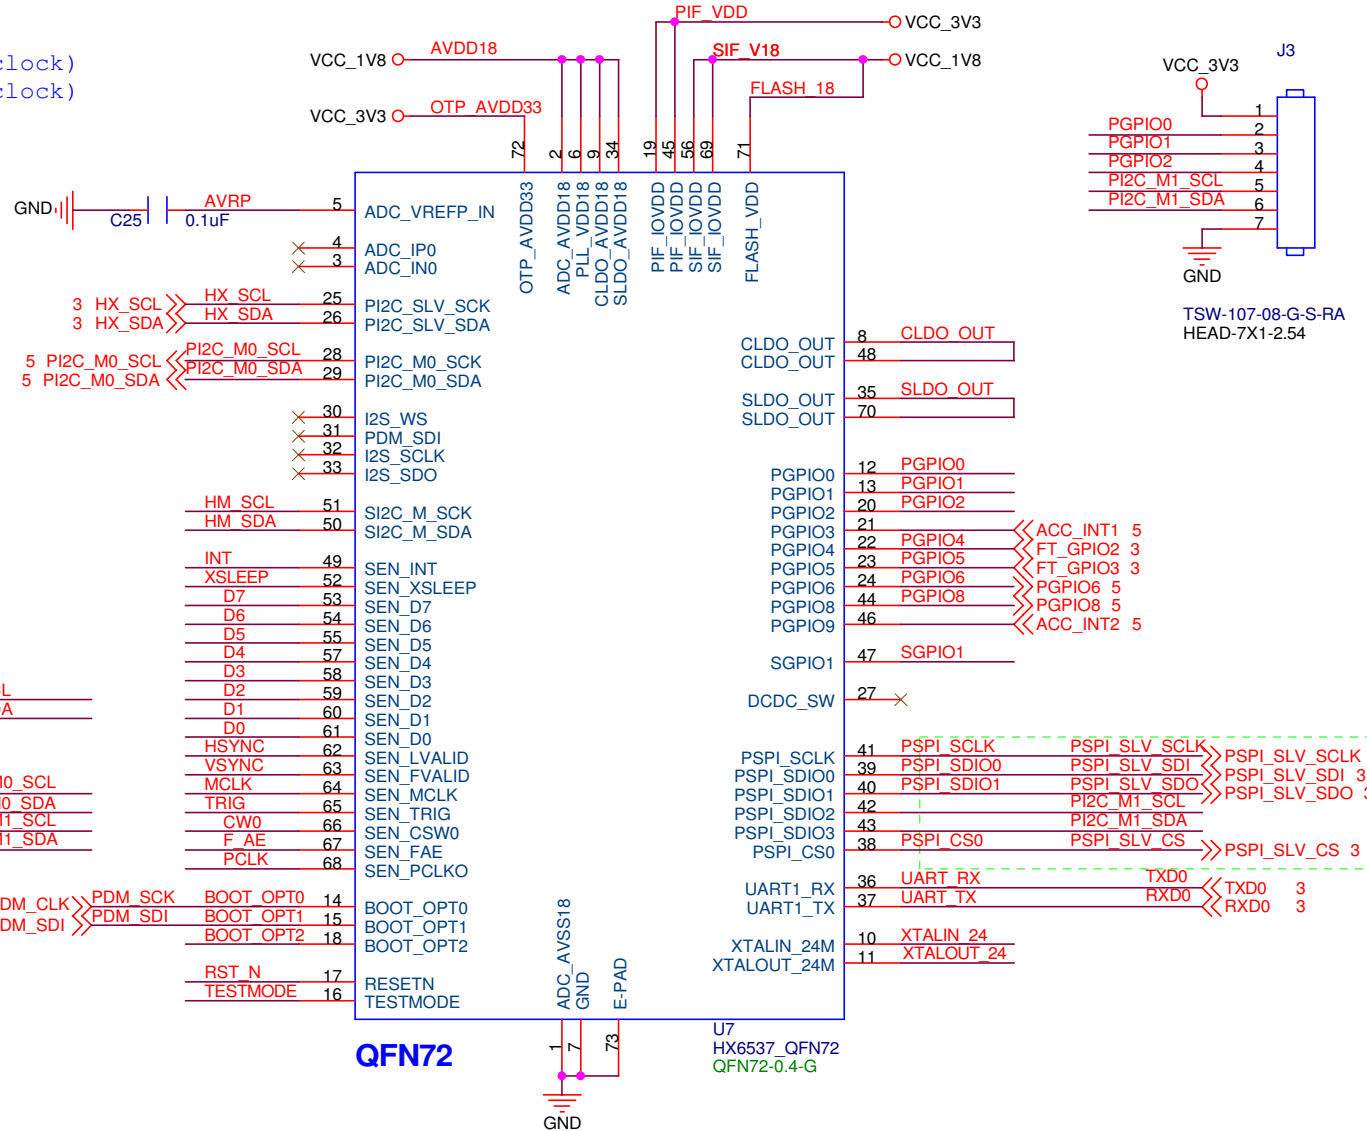 clock)
clock)
VCC_1V8
AVDD18
VCC_3V3
OTP_AVDD33
PIF_VDD
VCC_3V3
SIF_V18
VCC_1V8
FLASH_18
72
2
6
9
34
19
45
56
69
71
OTP_AVDD33
ADC_AVDD18
PLL_VDD18
CLDO_AVDD18
SLDO_AVDD18
PIF_IOVDD
PIF_IOVDD
SIF_IOVDD
SIF_IOVDD
FLASH_VDD
J3
VCC_3V3
1
PGPIO0 2
PGPIO1 3
PGPIO2 4
PI2C_M1_SCL 5
PI2C_M1_SDA 6
7
GND
TSW-107-08-G-S-RA
HEAD-7X1-2.54
GND C25 0.1uF AVRP 5 ADC_VREFP_IN
4 ADC_IP0
3 ADC_IN0
3 HX_SCL HX_SCL 25 PI2C_SLV_SCK
3 HX_SDA HX_SDA 26 PI2C_SLV_SDA
5 PI2C_M0_SCL PI2C_M0_SCL 28 PI2C_M0_SCK
5 PI2C_M0_SDA PI2C_M0_SDA 29 PI2C_M0_SDA
30 I2S_WS
31 PDM_SDI
32 I2S_SCLK
33 I2S_SDO
HM_SCL 51 SI2C_M_SCK
HM_SDA 50 SI2C_M_SDA
INT 49 SEN_INT
XSLEEP 52 SEN_XSLEEP
D7 53 SEN_D7
D6 54 SEN_D6
D5 55 SEN_D5
D4 57 SEN_D4
D3 58 SEN_D3
D2 59 SEN_D2
D1 60 SEN_D1
D0 61 SEN_D0
HSYNC 62 SEN_LVALID
VSYNC 63 SEN_FVALID
MCLK 64 SEN_MCLK
TRIG 65 SEN_TRIG
CW0 66 SEN_CSW0
F_AE 67 SEN_FAE
PCLK 68 SEN_PCLKO
L
A
10_SCL
10_SDA
11_SCL
11_SDA
DM_CLK PDM_SCK BOOT_OPT0 14 BOOT_OPT0
DM_SDI PDM_SDI BOOT_OPT1 15 BOOT_OPT1
BOOT_OPT2 18 BOOT_OPT2
RST_N 17 RESETN
TESTMODE 16 TESTMODE
CLDO_OUT 8 CLDO_OUT
CLDO_OUT 48
SLDO_OUT 35 SLDO_OUT
SLDO_OUT 70
PGPIO0 12 PGPIO0
PGPIO1 13 PGPIO1
PGPIO2 20 PGPIO2
PGPIO3 21 ACC_INT1 5
PGPIO4 22 PGPIO4 FT_GPIO2 3
PGPIO5 23 PGPIO5 FT_GPIO3 3
PGPIO6 24 PGPIO6 PGPIO6 5
PGPIO8 44 PGPIO8 PGPIO8 5
PGPIO9 46 ACC_INT2 5
SGPIO1 47 SGPIO1
DCDC_SW 27
PSPI_SCLK 41 PSPI_SCLK PSPI_SLV_SCLK PSPI_SLV_SCLK
PSPI_SDIO0 39 PSPI_SDIO0 PSPI_SLV_SDI PSPI_SLV_SDI 3
PSPI_SDIO1 40 PSPI_SDIO1 PSPI_SLV_SDO PSPI_SLV_SDO
PSPI_SDIO2 42 PI2C_M1_SCL
PSPI_SDIO3 43 PI2C_M1_SDA
PSPI_CS0 38 PSPI_CS0 PSPI_SLV_CS PSPI_SLV_CS 3
UART1_RX 36 UART_RX TXD0 TXD0 3
UART1_TX 37 UART_TX RXD0 RXD0 3
XTALIN_24M 10 XTALIN_24
XTALOUT_24M 11 XTALOUT_24
ADC_AVSS18
GND
E-PAD
1
7
73
GND
QFN72
U7
HX6537_QFN72
QFN72-0.4-G